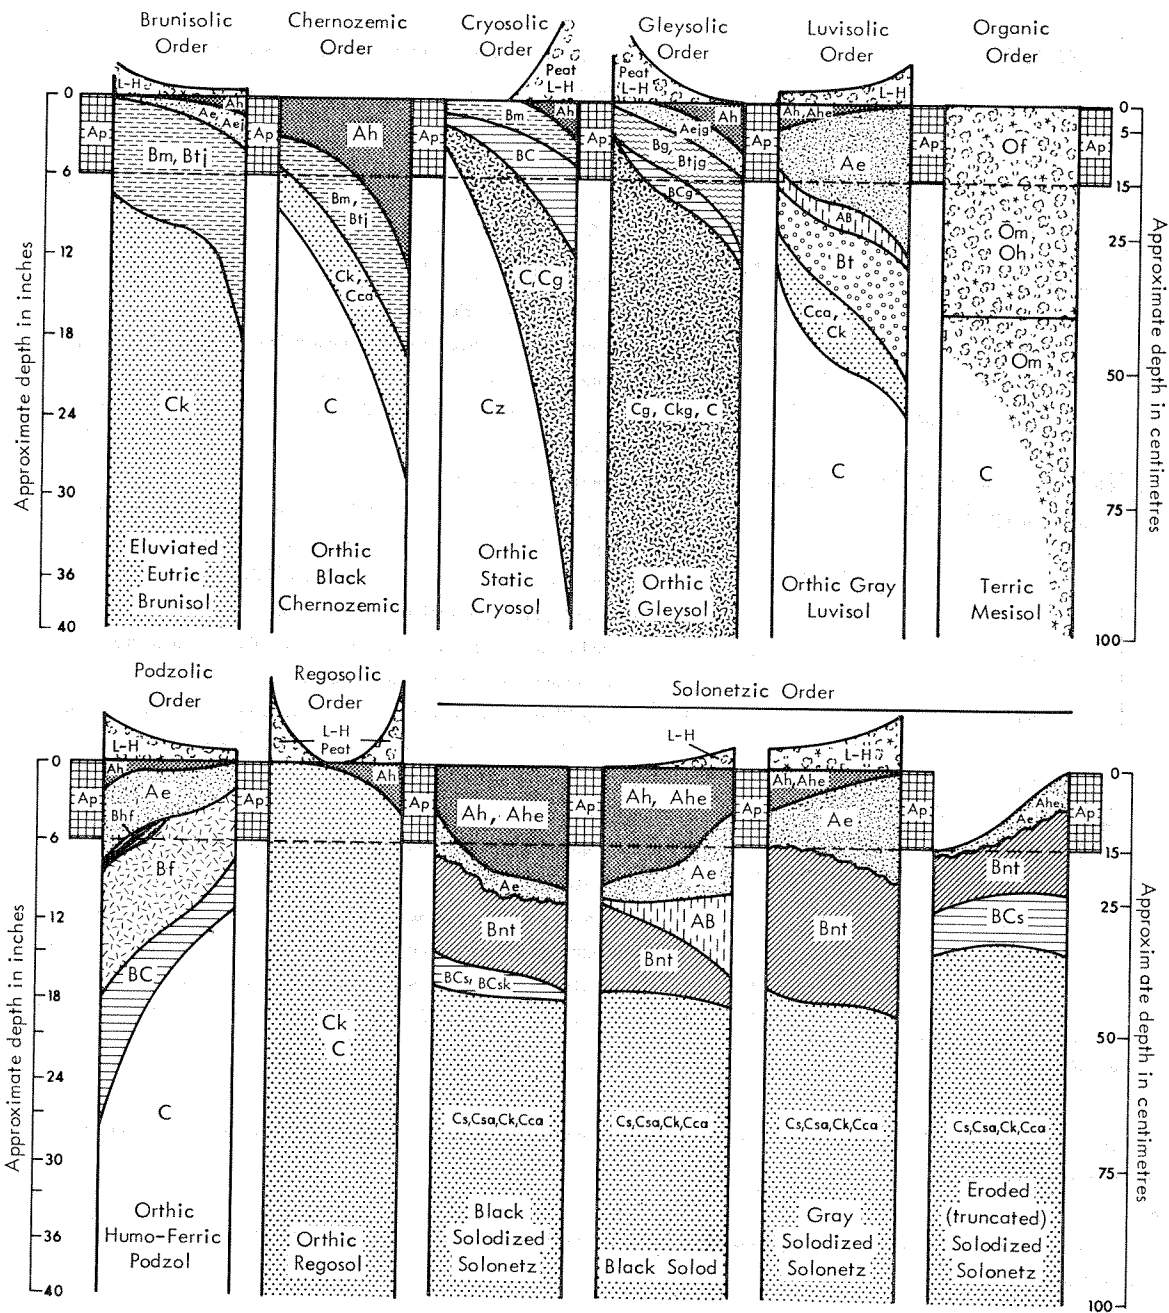 Brunisolic
Order
Chernozemic
Order
Cryosolic
Order
Gleysolic
Order
Luvisolic
Order
Organic
Order
Approximate depth in inches
0
6
12
18
24
30
36
40
Ap
L-H
Ah
Ae,
Aej
Bm, Btj
Ck
Eluviated
Eutric
Brunisol
Ap
Ah
Bm,
Btj
Ck,
Cca
C
Orthic
Black
Chernozemic
Ap
Peat
L-H
Bm
Ah
BC
C,Cg
Cz
Orthic
Static
Cryosol
Ap
Peat
L-H
Ah
Aejg
Bg,
Btjg
BCg
Cg, Ckg, C
Orthic
Gleysol
Ap
L-H
Ah, Ahe
Ae
AB
Bt
Cca,
Ck
C
Orthic Gray
Luvisol
Ap
Of
Om,
Oh
Om
C
Terric
Mesisol
Ap
0
5
15
25
50
75
100
Approximate depth in centimetres
Podzolic
Order
Regosolic
Order
Solonetzic Order
Approximate depth in inches
0
6
12
18
24
30
36
40
Ap
L-H
Ah
Ae
Bhf
Bf
BC
C
Orthic
Humo-Ferric
Podzol
Ap
L-H
Peat
Ah
Ck
C
Orthic
Regosol
Ap
Ah, Ahe
Ae
Bnt
BCs, BCsk
Cs,Csa,Ck,Cca
Black
Solodized
Solonetz
Ap
L-H
Ah, Ahe
Ae
AB
Bnt
Cs,Csa,Ck,Cca
Black Solod
Ap
L-H
Ah,Ahe
Ae
Bnt
Cs,Csa,Ck,Cca
Gray
Solodized
Solonetz
Ap
Ahe
Ae
Bnt
BCs
Cs,Csa,Ck,Cca
Eroded
(truncated)
Solodized
Solonetz
Ap
0
15
25
50
75
100
Approximate depth in centimetres